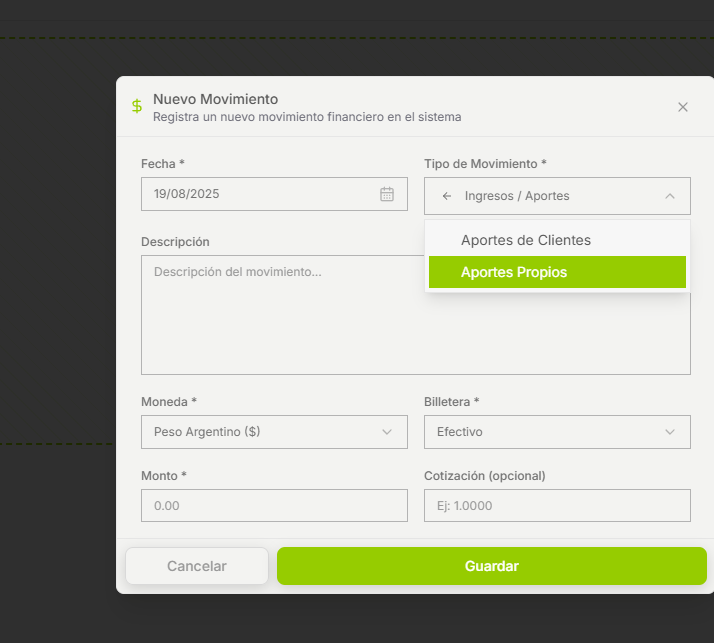 $ Nuevo Movimiento
Registra un nuevo movimiento financiero en el sistema
Fecha *
Tipo de Movimiento *
19/08/2025
Ingresos / Aportes
Aportes de Clientes
Aportes Propios
Descripción
Descripción del movimiento...
Moneda *
Billetera *
Peso Argentino ($)
Efectivo
Monto *
Cotización (opcional)
0.00
Ej: 1.0000
Cancelar
Guardar